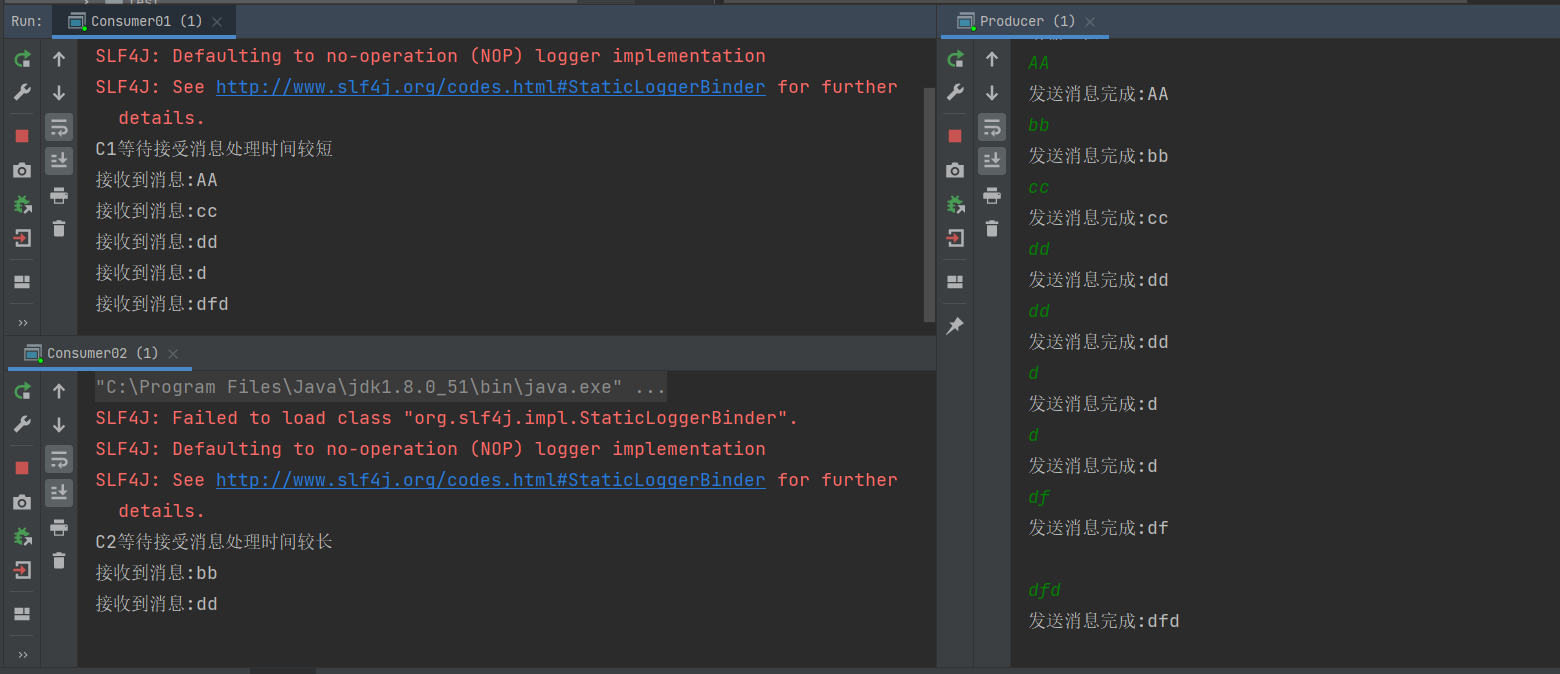 Run:
Consumer01 (1)
SLF4J: Defaulting to no-operation (NOP) logger implementation
SLF4J: See http://www.slf4j.org/codes.html#StaticLoggerBinder for further
details.
C1等待接受消息处理时间较短
接收到消息:AA
接收到消息:cc
接收到消息:dd
接收到消息:d
接收到消息:dfd
Consumer02 (1)
"C:\Program Files\Java\jdk1.8.0_51\bin\java.exe" ...
SLF4J: Failed to load class "org.slf4j.impl.StaticLoggerBinder".
SLF4J: Defaulting to no-operation (NOP) logger implementation
SLF4J: See http://www.slf4j.org/codes.html#StaticLoggerBinder for further
details.
C2等待接受消息处理时间较长
接收到消息:bb
接收到消息:dd
Producer (1)
AA
发送消息完成:AA
bb
发送消息完成:bb
cc
发送消息完成:cc
dd
发送消息完成:dd
dd
发送消息完成:dd
d
发送消息完成:d
d
发送消息完成:d
df
发送消息完成:df
dfd
发送消息完成:dfd